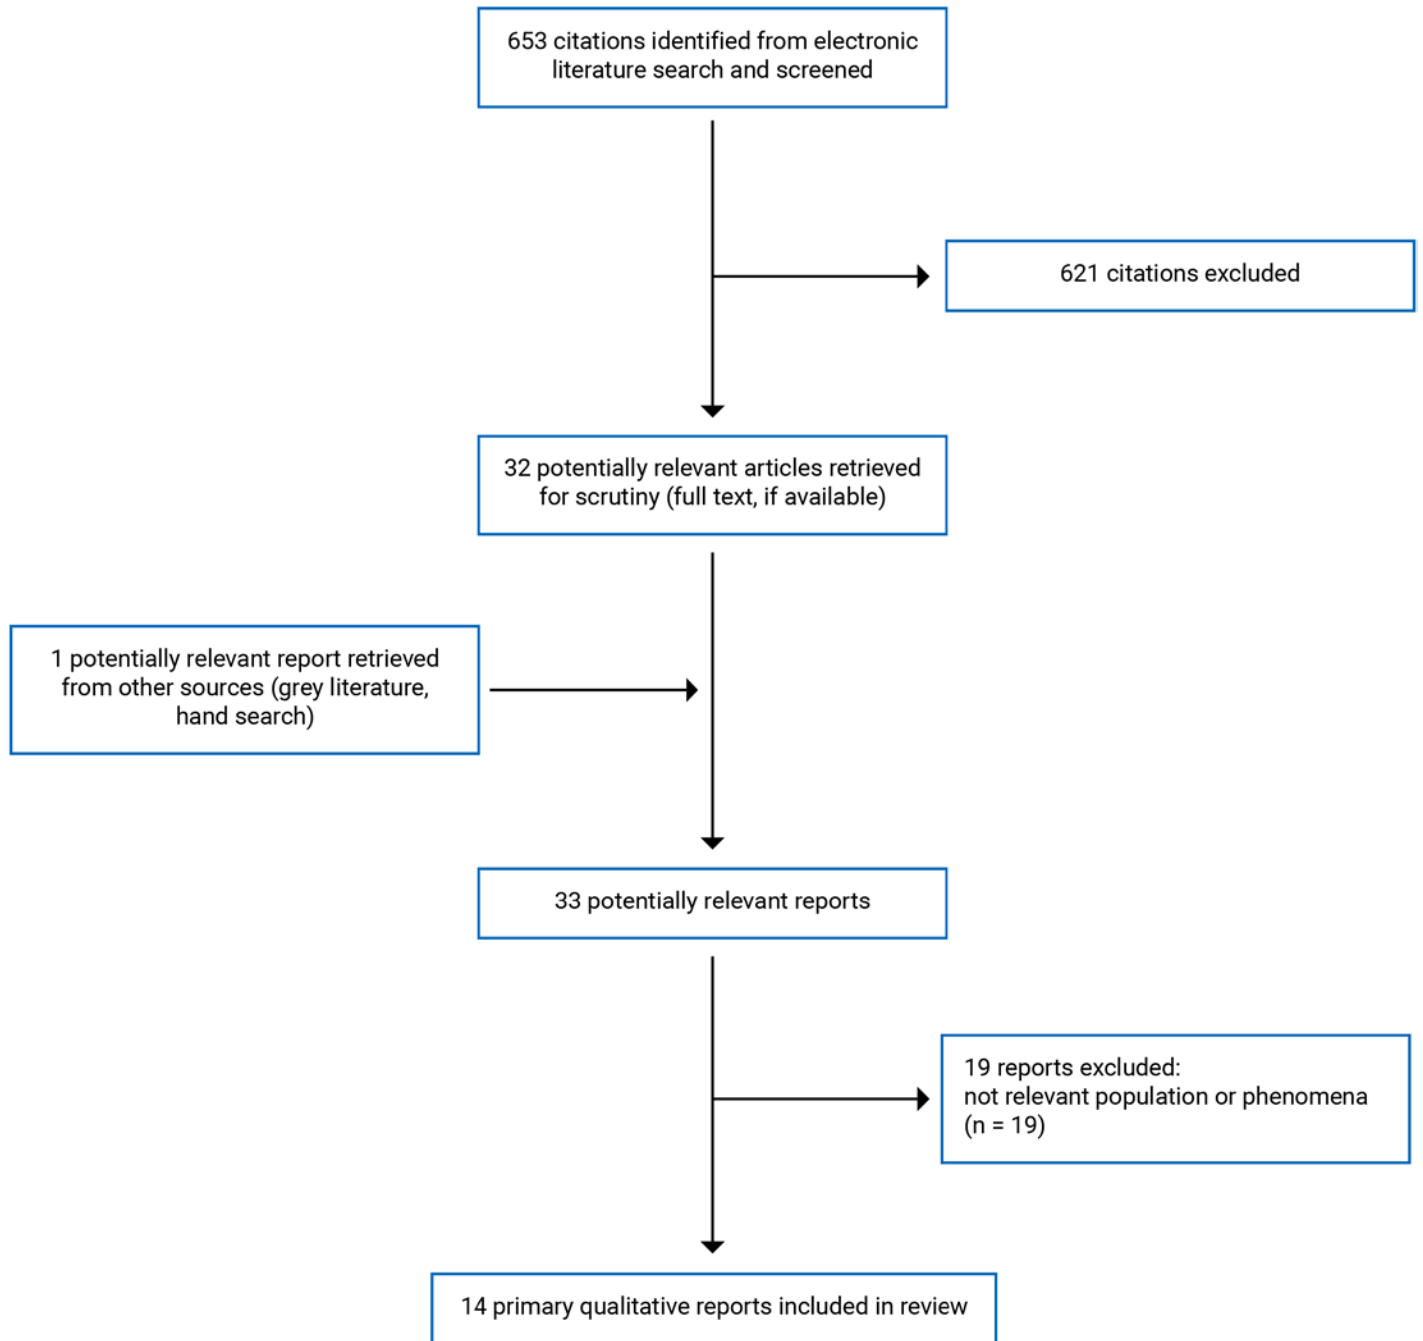 653 citations identified from electronic
literature search and screened
621 citations excluded
32 potentially relevant articles retrieved
for scrutiny (full text, if available)
1 potentially relevant report retrieved
from other sources (grey literature,
hand search)
33 potentially relevant reports
19 reports excluded:
not relevant population or phenomena
(n = 19)
14 primary qualitative reports included in review